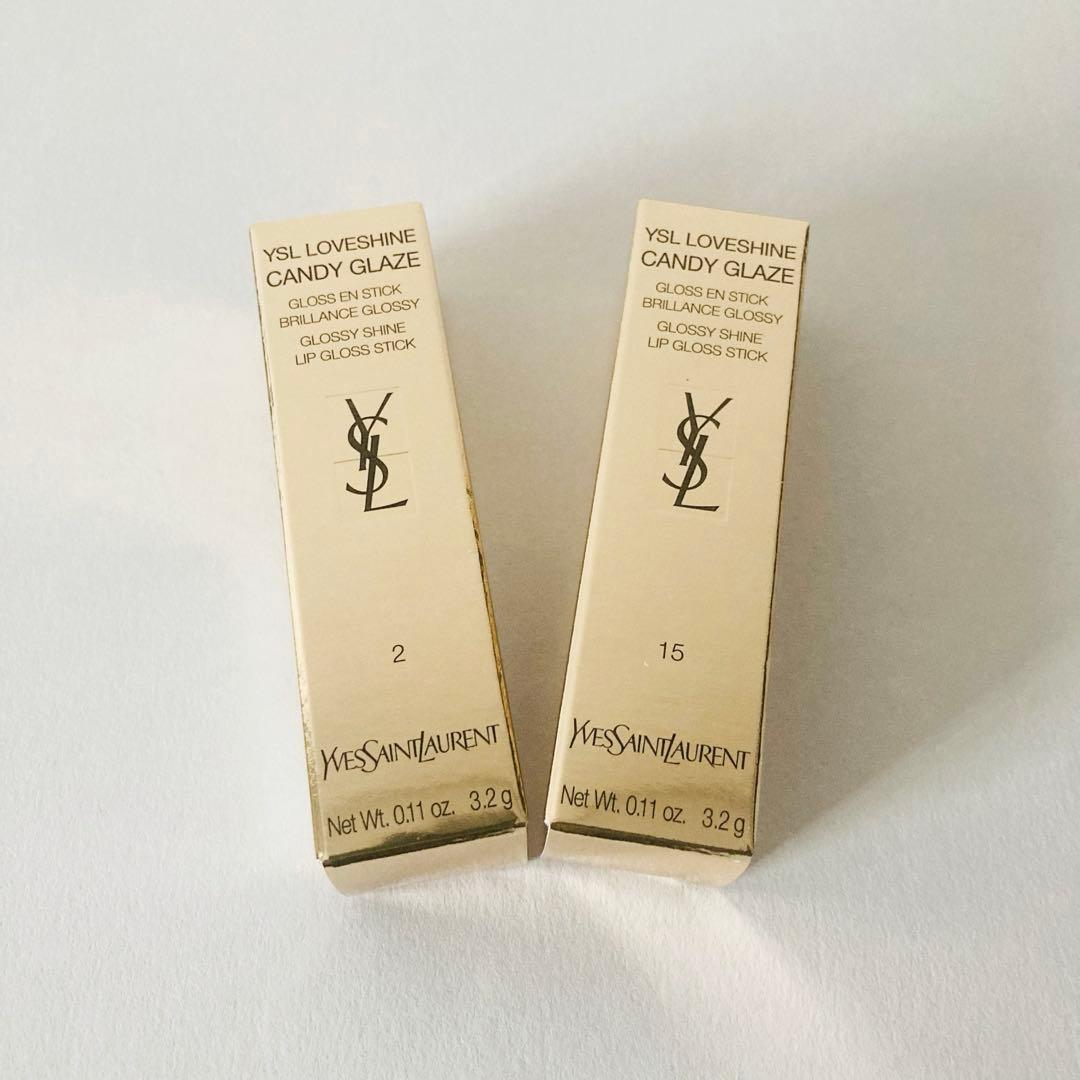 YSL LOVESHINE
CANDY GLAZE
GLOSS EN STICK
BRILLANCE GLOSSY
GLOSSY SHINE
LIP GLOSS STICK
YSL
2
YVESSAINTLAURENT
Net Wt. 0.11 oz. 3.2 g
YSL LOVESHINE
CANDY GLAZE
GLOSS EN STICK
BRILLANCE GLOSSY
GLOSSY SHINE
LIP GLOSS STICK
YSL
15
YVESSAINTLAURENT
Net Wt. 0.11 oz. 3.2 g